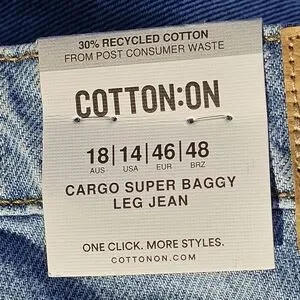 30% RECYCLED COTTON
FROM POST CONSUMER WASTE
COTTON:ON
18|14|46|48
AUS USA EUR BRZ
CARGO SUPER BAGGY
LEG JEAN
ONE CLICK. MORE STYLES.
COTTONON.COM